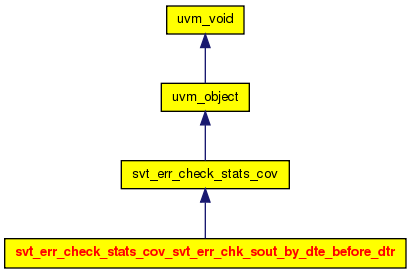 uvm_void
uvm_object
svt_err_check_stats_cov
svt_err_check_stats_cov_svt_err_chk_sout_by_dte_before_dtr